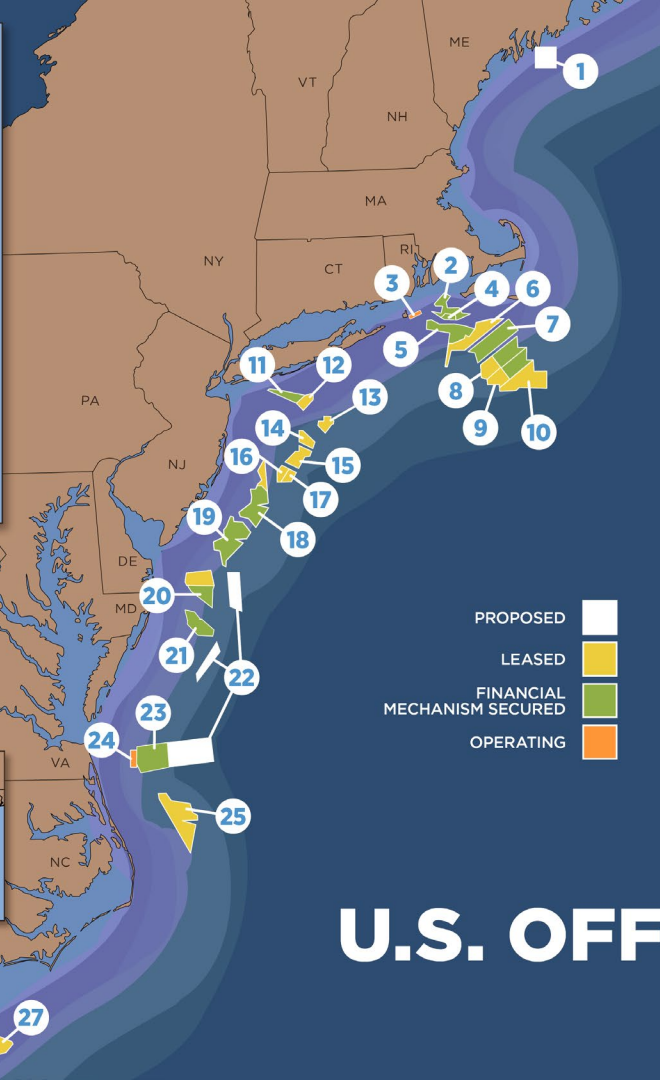 ME
1
VT
NH
MA
NY
CT
RI
2
3
4
6
7
5
8
9
10
11
12
13
14
15
16
17
PA
NJ
18
19
DE
MD
20
21
22
PROPOSED
LEASED
FINANCIAL
MECHANISM SECURED
OPERATING
23
24
VA
25
NC
U.S. OFF
27